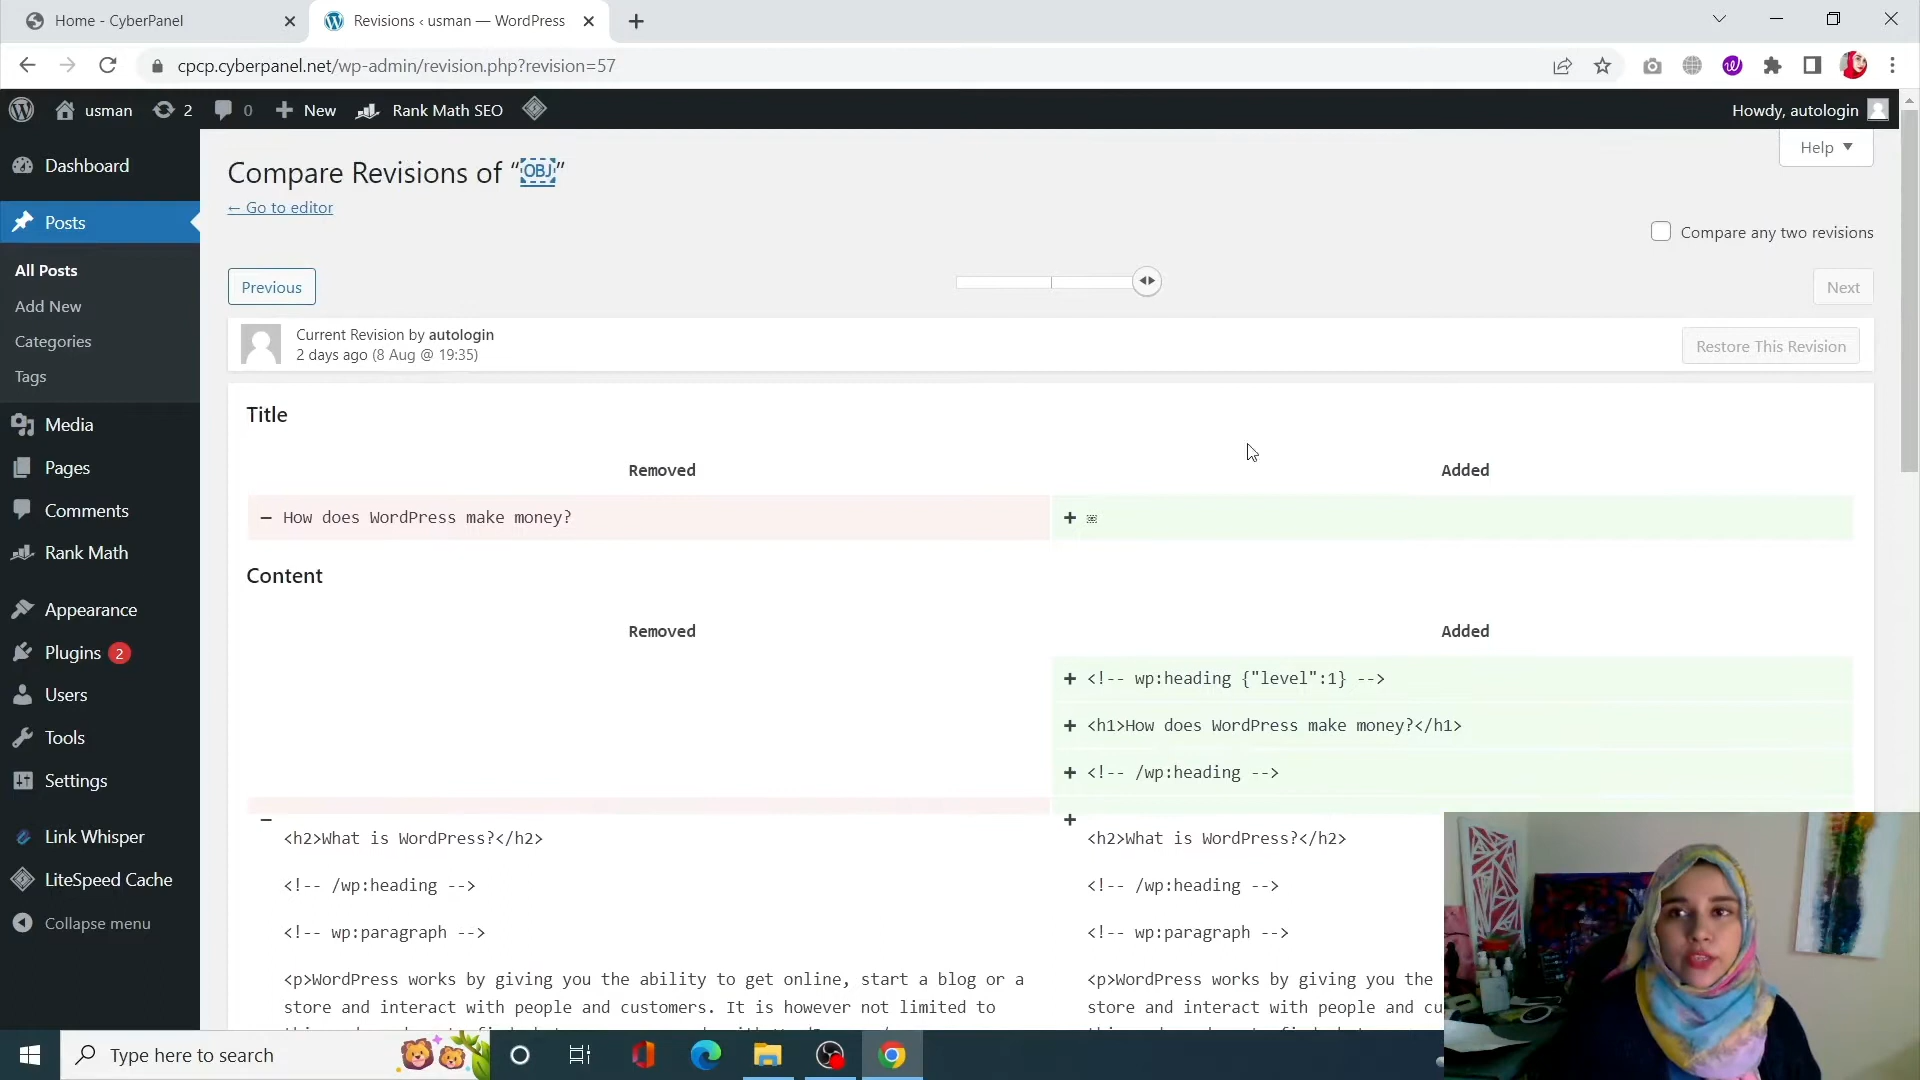 Home - CyberPanel
Revisions ‹ usman — WordPress
cpcp.cyberpanel.net/wp-admin/revision.php?revision=57
usman
2
0
New
Rank Math SEO
Howdy, autologin
Help
Dashboard
Posts
All Posts
Add New
Categories
Tags
Media
Pages
Comments
Rank Math
Appearance
Plugins 2
Users
Tools
Settings
Link Whisper
LiteSpeed Cache
Collapse menu
Compare Revisions of “OBJ”
← Go to editor
Compare any two revisions
Previous
Next
Current Revision by autologin
2 days ago (8 Aug @ 19:35)
Restore This Revision
Title
Removed
Added
− How does WordPress make money?
+
Content
Removed
Added
+ <!-- wp:heading {"level":1} -->
+ <h1>How does WordPress make money?</h1>
+ <!-- /wp:heading -->
−
+
<h2>What is WordPress?</h2>
<h2>What is WordPress?</h2>
<!-- /wp:heading -->
<!-- /wp:heading -->
<!-- wp:paragraph -->
<!-- wp:paragraph -->
<p>WordPress works by giving you the ability to get online, start a blog or a
store and interact with people and customers. It is however not limited to
<p>WordPress works by giving you the
store and interact with people and cu
Type here to search